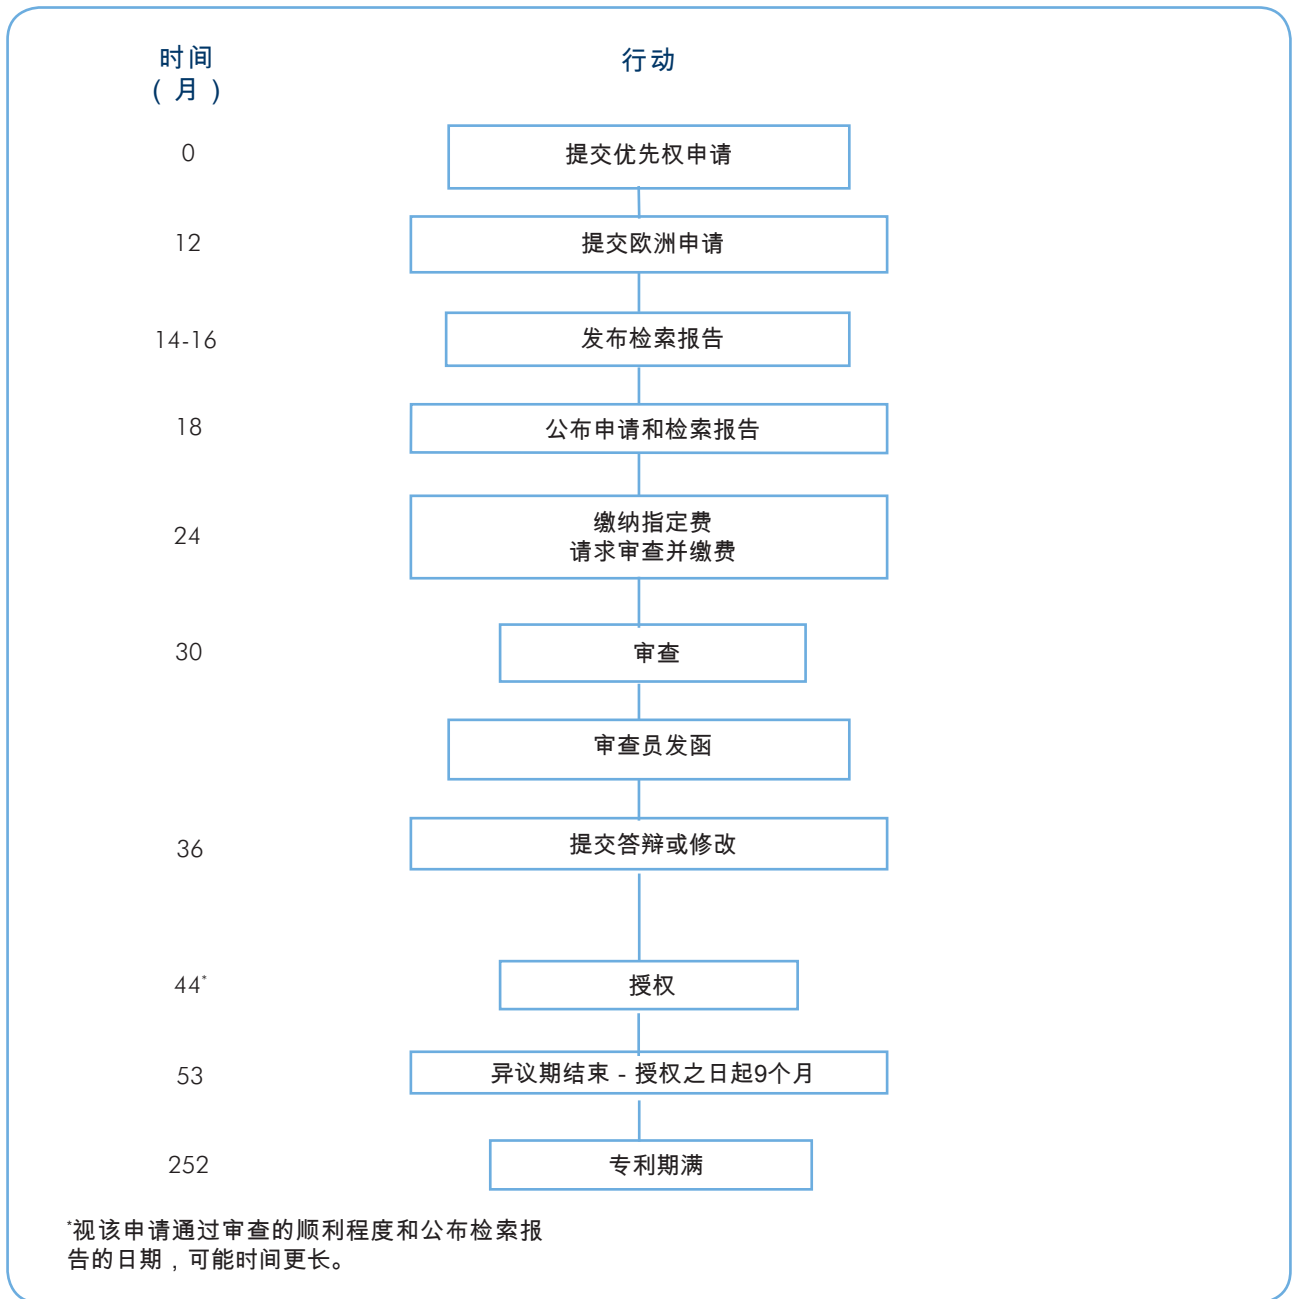 时间
（月）
行动
0
提交优先权申请
12
提交欧洲申请
14-16
发布检索报告
18
公布申请和检索报告
24
缴纳指定费
请求审查并缴费
30
审查
审查员发函
36
提交答辩或修改
44*
授权
53
异议期结束 - 授权之日起9个月
252
专利期满
*视该申请通过审查的顺利程度和公布检索报
告的日期，可能时间更长。